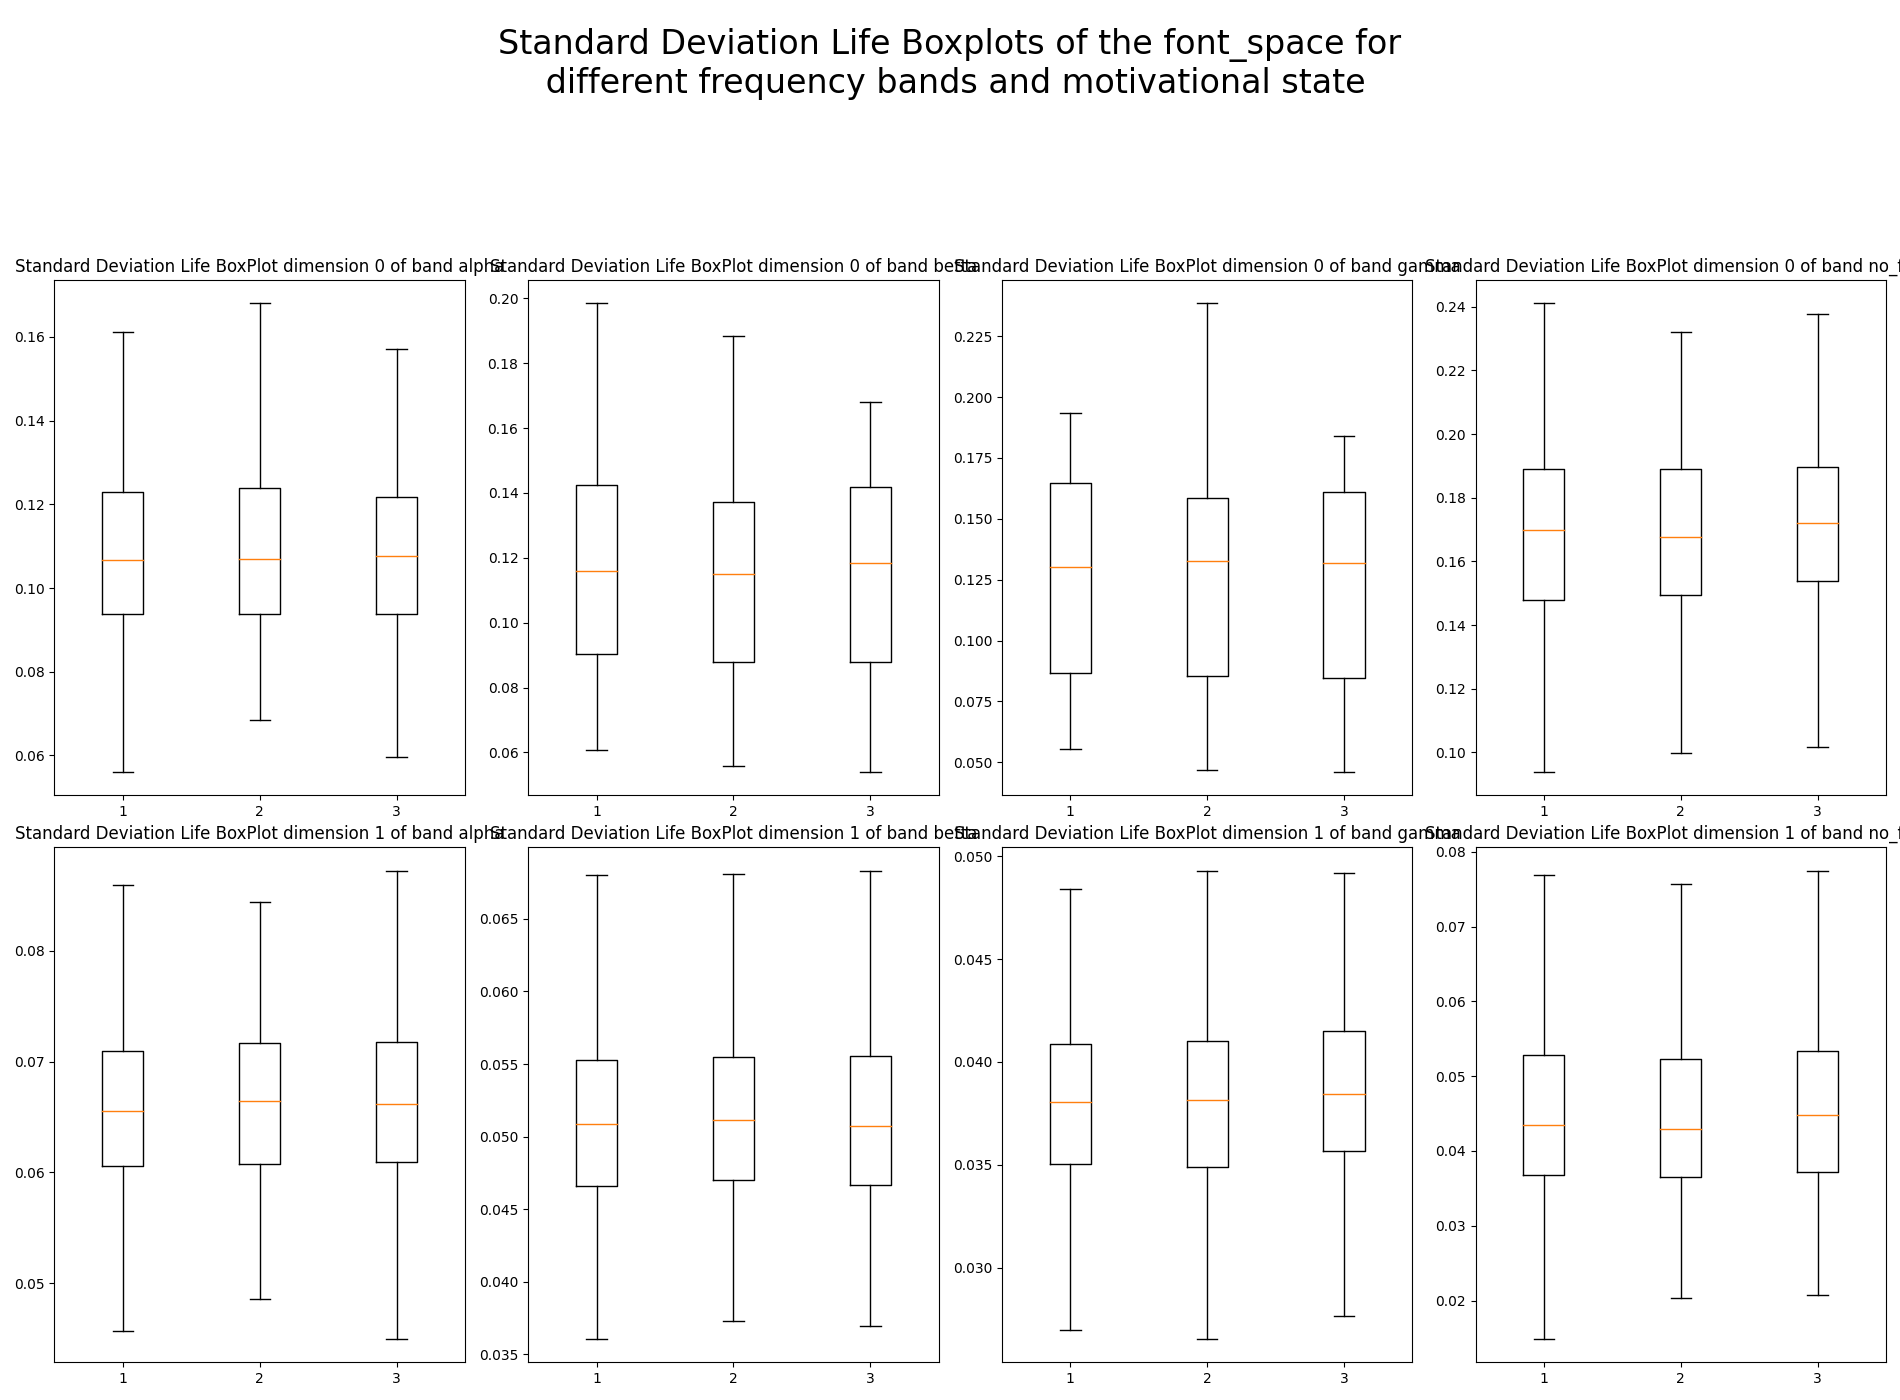 Standard Deviation Life Boxplots of the font_space for
different frequency bands and motivational state
Standard Deviation Life BoxPlot dimension 0 of band alpha
0.16
0.14
0.12
0.10
0.08
0.06
1 2 3
Standard Deviation Life BoxPlot dimension 0 of band betta
0.20
0.18
0.16
0.14
0.12
0.10
0.08
0.06
1 2 3
Standard Deviation Life BoxPlot dimension 0 of band gamma
0.225
0.200
0.175
0.150
0.125
0.100
0.075
0.050
1 2 3
Standard Deviation Life BoxPlot dimension 0 of band
0.24
0.22
0.20
0.18
0.16
0.14
0.12
0.10
1 2 3
Standard Deviation Life BoxPlot dimension 1 of band alpha
0.08
0.07
0.06
0.05
1 2 3
Standard Deviation Life BoxPlot dimension 1 of band betta
0.065
0.060
0.055
0.050
0.045
0.040
0.035
1 2 3
Standard Deviation Life BoxPlot dimension 1 of band gamma
0.050
0.045
0.040
0.035
0.030
1 2 3
Standard Deviation Life BoxPlot dimension 1 of band
0.08
0.07
0.06
0.05
0.04
0.03
0.02
1 2 3